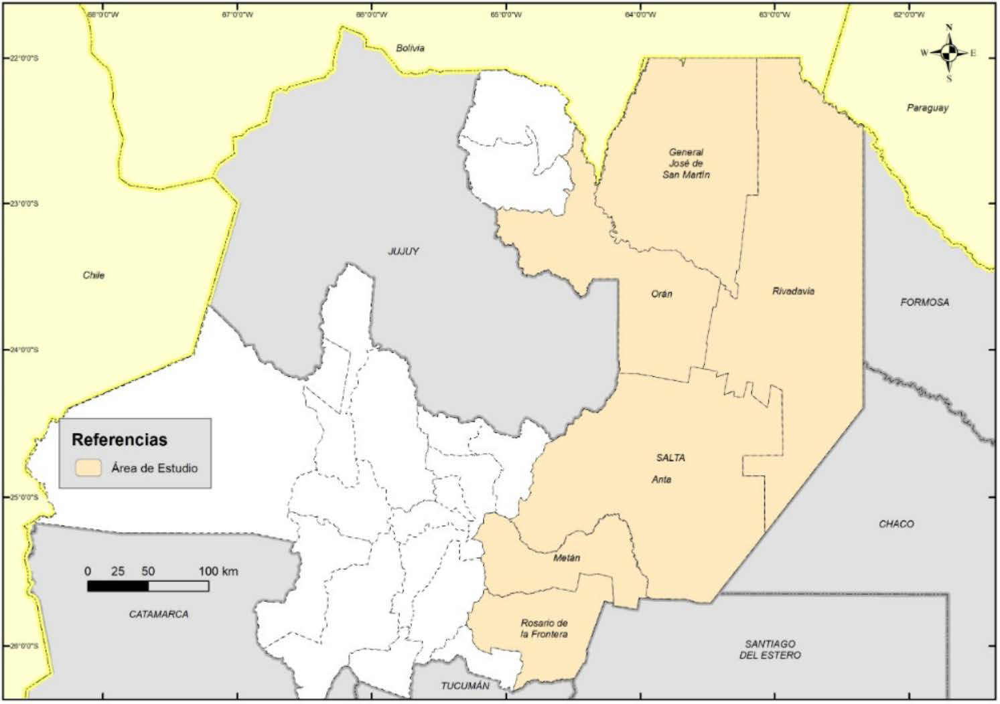 68°0'0"W
67°0'0"W
66°0'0"W
65°0'0"W
64°0'0"W
63°0'0"W
62°0'0"W
N
W
E
S
Bolivia
22°0'0"S
Paraguay
General
José de
San Martín
23°0'0"S
JUJUY
Chile
Orán
Rivadavia
FORMOSA
24°0'0"S
Referencias
Área de Estudio
SALTA
Anta
25°0'0"S
CHACO
Metán
0 25 50 100 km
CATAMARCA
Rosario de
la Frontera
26°0'0"S
SANTIAGO
DEL ESTERO
TUCUMÁN